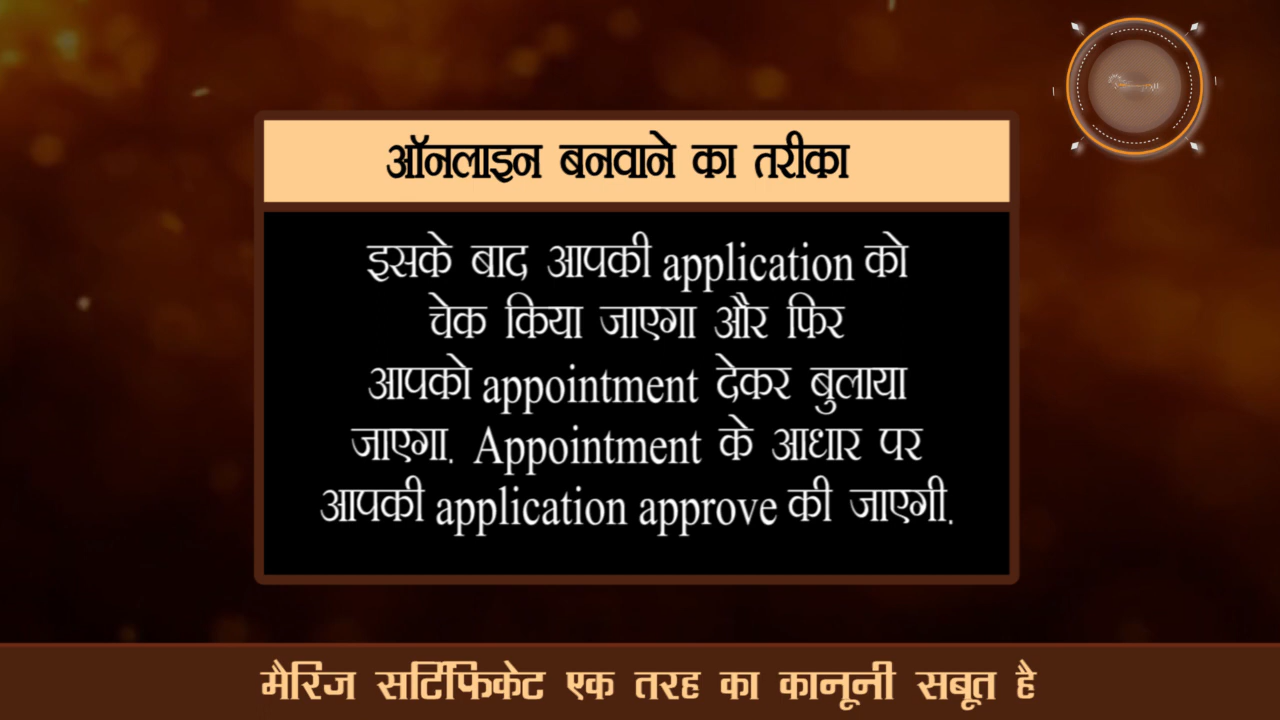 ऑनलाइन बनवाने का तरीका
इसके बाद आपकी application को
चेक किया जाएगा और फिर
आपको appointment देकर बुलाया
जाएगा. Appointment के आधार पर
आपकी application approve की जाएगी.
मैरिज सर्टिफिकेट एक तरह का कानूनी सबूत है